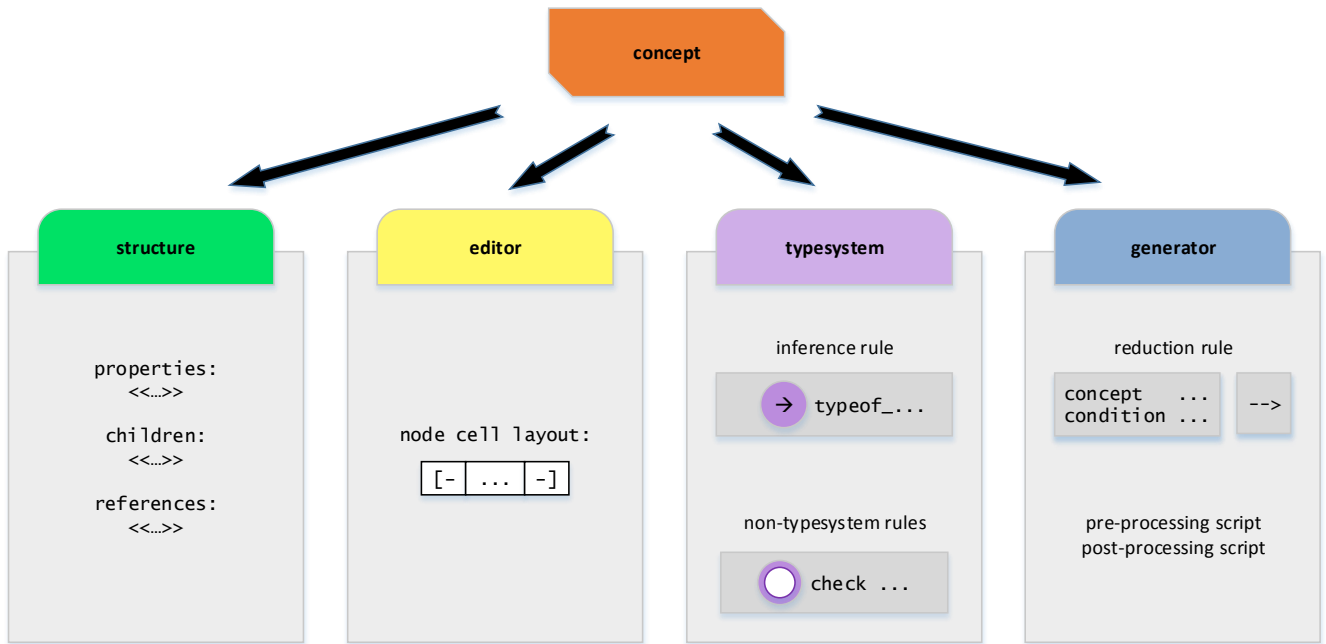 concept
structure
properties:
<<…>>
children:
<<…>>
references:
<<…>>
editor
node cell layout:
[- ... -]
typesystem
inference rule
→ typeof_...
non-typesystem rules
check ...
generator
reduction rule
concept ...
condition ...
-->
pre-processing script
post-processing script